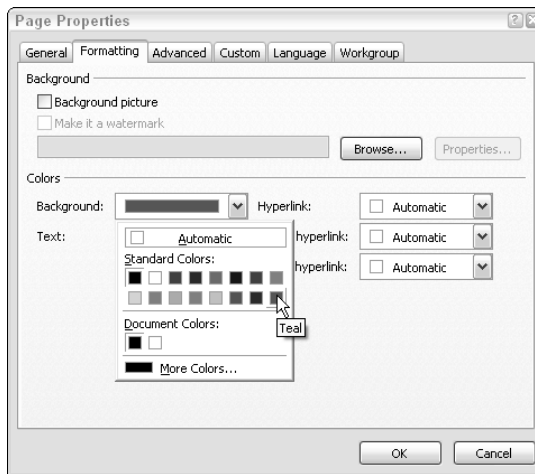 Page Properties
General Formatting Advanced Custom Language Workgroup
Background
Background picture
Make it a watermark
Browse... Properties...
Colors
Background: Hyperlink: Automatic
Text: Automatic hyperlink: Automatic
Standard Colors: hyperlink: Automatic
Teal
Document Colors:
More Colors...
OK Cancel